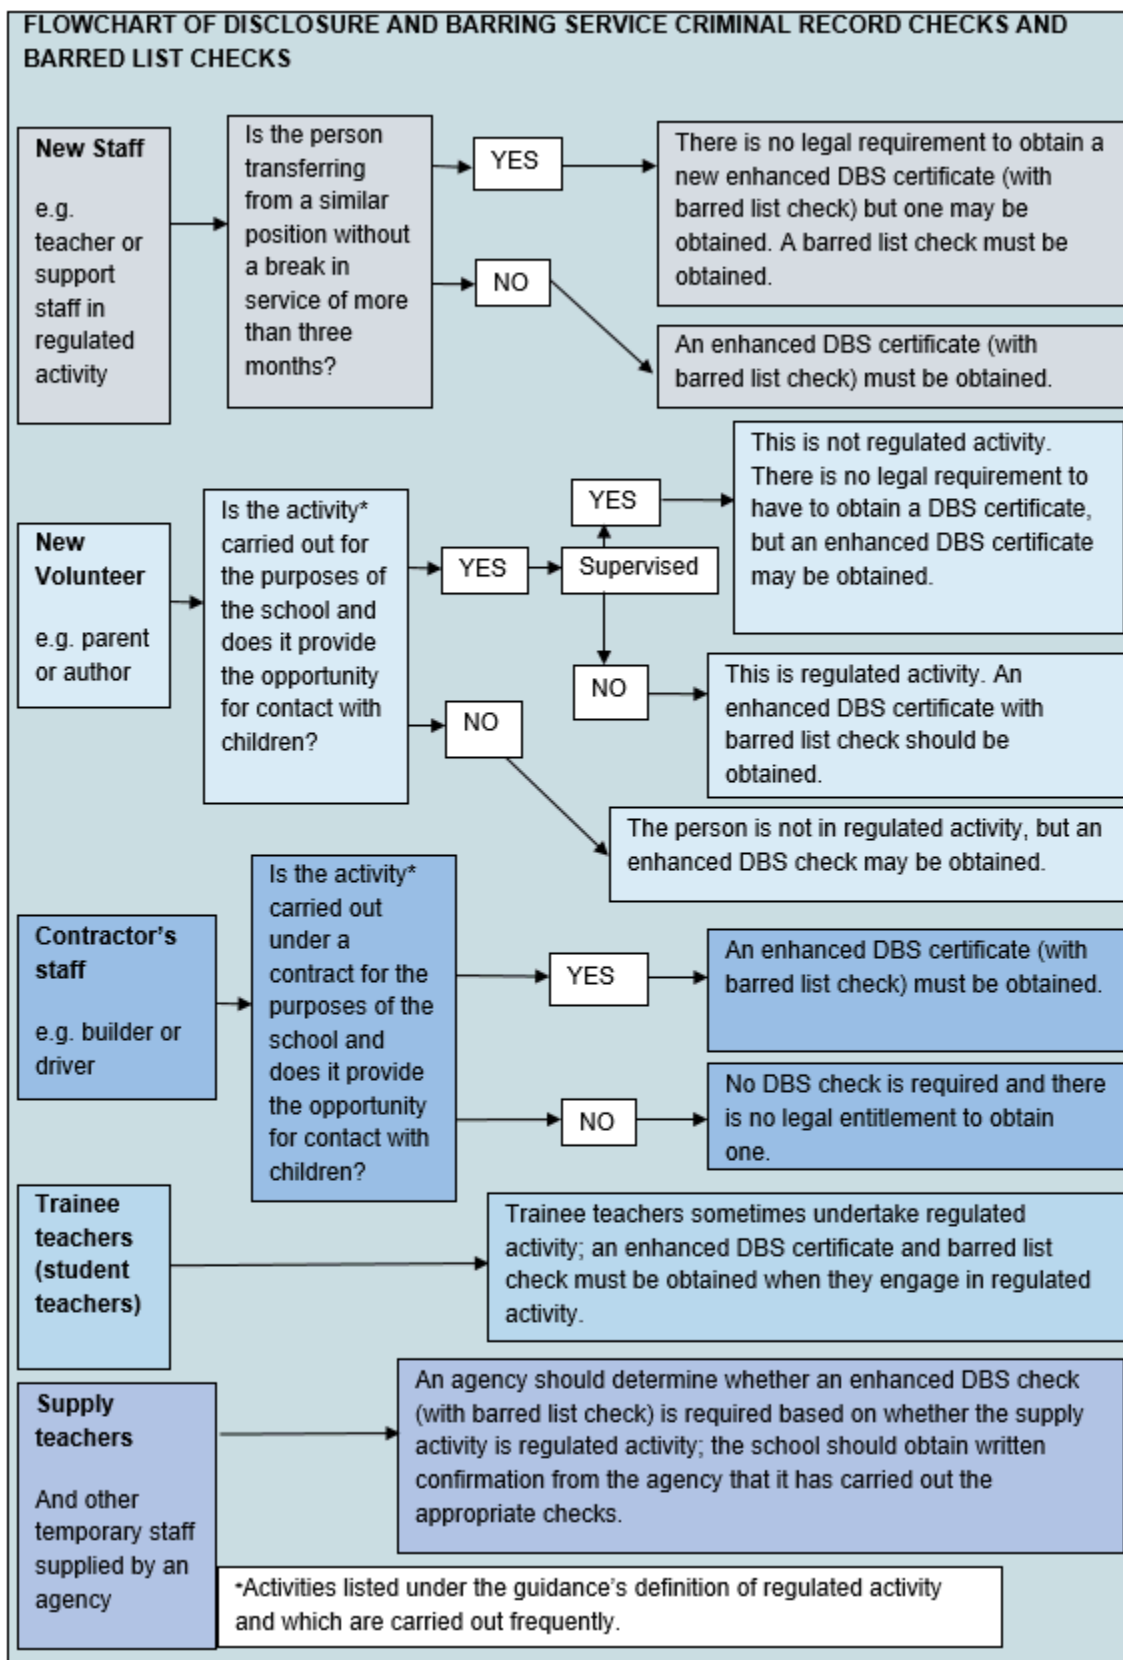 FLOWCHART OF DISCLOSURE AND BARRING SERVICE CRIMINAL RECORD CHECKS AND
BARRED LIST CHECKS
New Staff
e.g.
teacher or
support
staff in
regulated
activity
Is the person
transferring
from a similar
position without
a break in
service of more
than three
months?
YES
There is no legal requirement to obtain a
new enhanced DBS certificate (with
barred list check) but one may be
obtained. A barred list check must be
obtained.
NO
An enhanced DBS certificate (with
barred list check) must be obtained.
New
Volunteer
e.g. parent
or author
Is the activity*
carried out for
the purposes of
the school and
does it provide
the opportunity
for contact with
children?
YES
Supervised
YES
This is not regulated activity.
There is no legal requirement to
have to obtain a DBS certificate,
but an enhanced DBS certificate
may be obtained.
NO
This is regulated activity. An
enhanced DBS certificate with
barred list check should be
obtained.
NO
The person is not in regulated activity, but an
enhanced DBS check may be obtained.
Contractor's
staff
e.g. builder or
driver
Is the activity*
carried out
under a
contract for the
purposes of the
school and
does it provide
the opportunity
for contact with
children?
YES
An enhanced DBS certificate (with
barred list check) must be obtained.
NO
No DBS check is required and there
is no legal entitlement to obtain
one.
Trainee
teachers
(student
teachers)
Trainee teachers sometimes undertake regulated
activity; an enhanced DBS certificate and barred list
check must be obtained when they engage in regulated
activity.
Supply
teachers
And other
temporary staff
supplied by an
agency
An agency should determine whether an enhanced DBS check
(with barred list check) is required based on whether the supply
activity is regulated activity; the school should obtain written
confirmation from the agency that it has carried out the
appropriate checks.
*Activities listed under the guidance's definition of regulated activity
and which are carried out frequently.